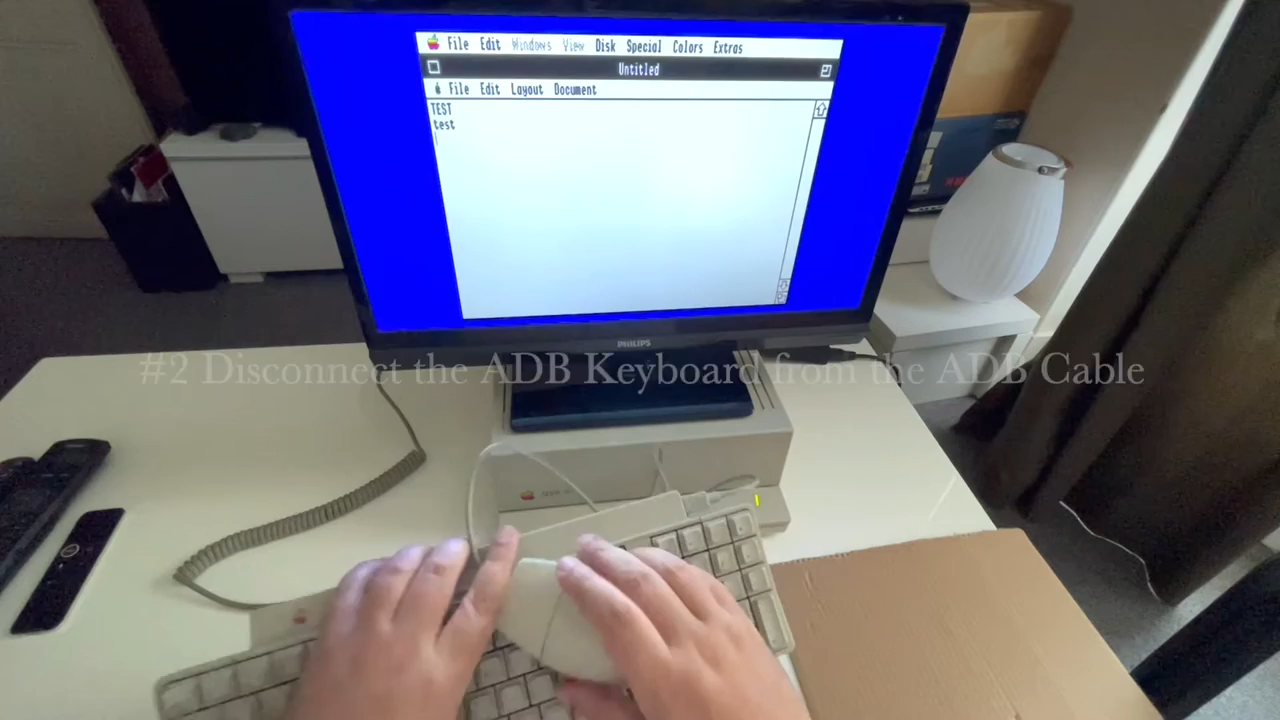 File Edit Windows View Disk Special Colors Extras
Untitled
File Edit Layout Document
TEST
test
PHILIPS
#2 Disconnect the ADB Keyboard from the ADB Cable